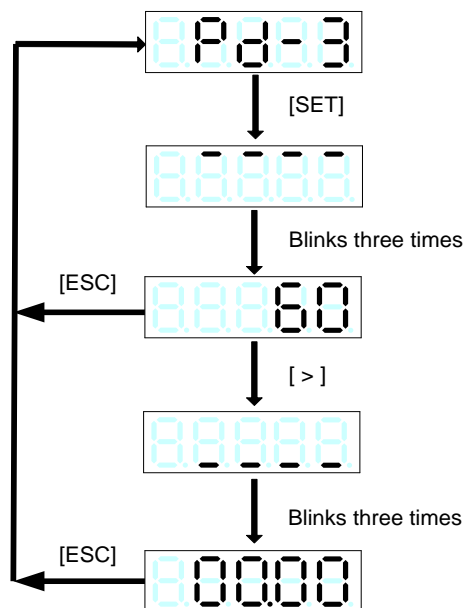 Pd-3
[SET]
- - - -
Blinks three times
[ESC]
60
[ > ]
_ _ _ _
Blinks three times
[ESC]
00.00